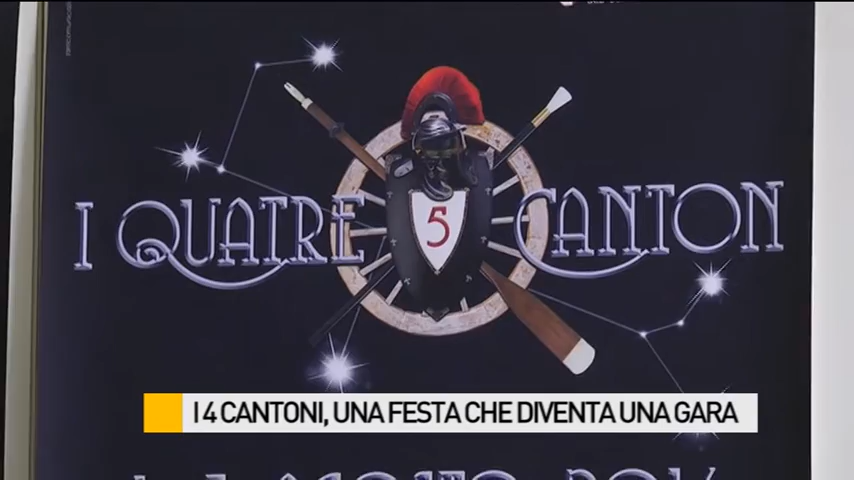 I QUATRE 5 CANTON
I 4 CANTONI, UNA FESTA CHE DIVENTA UNA GARA